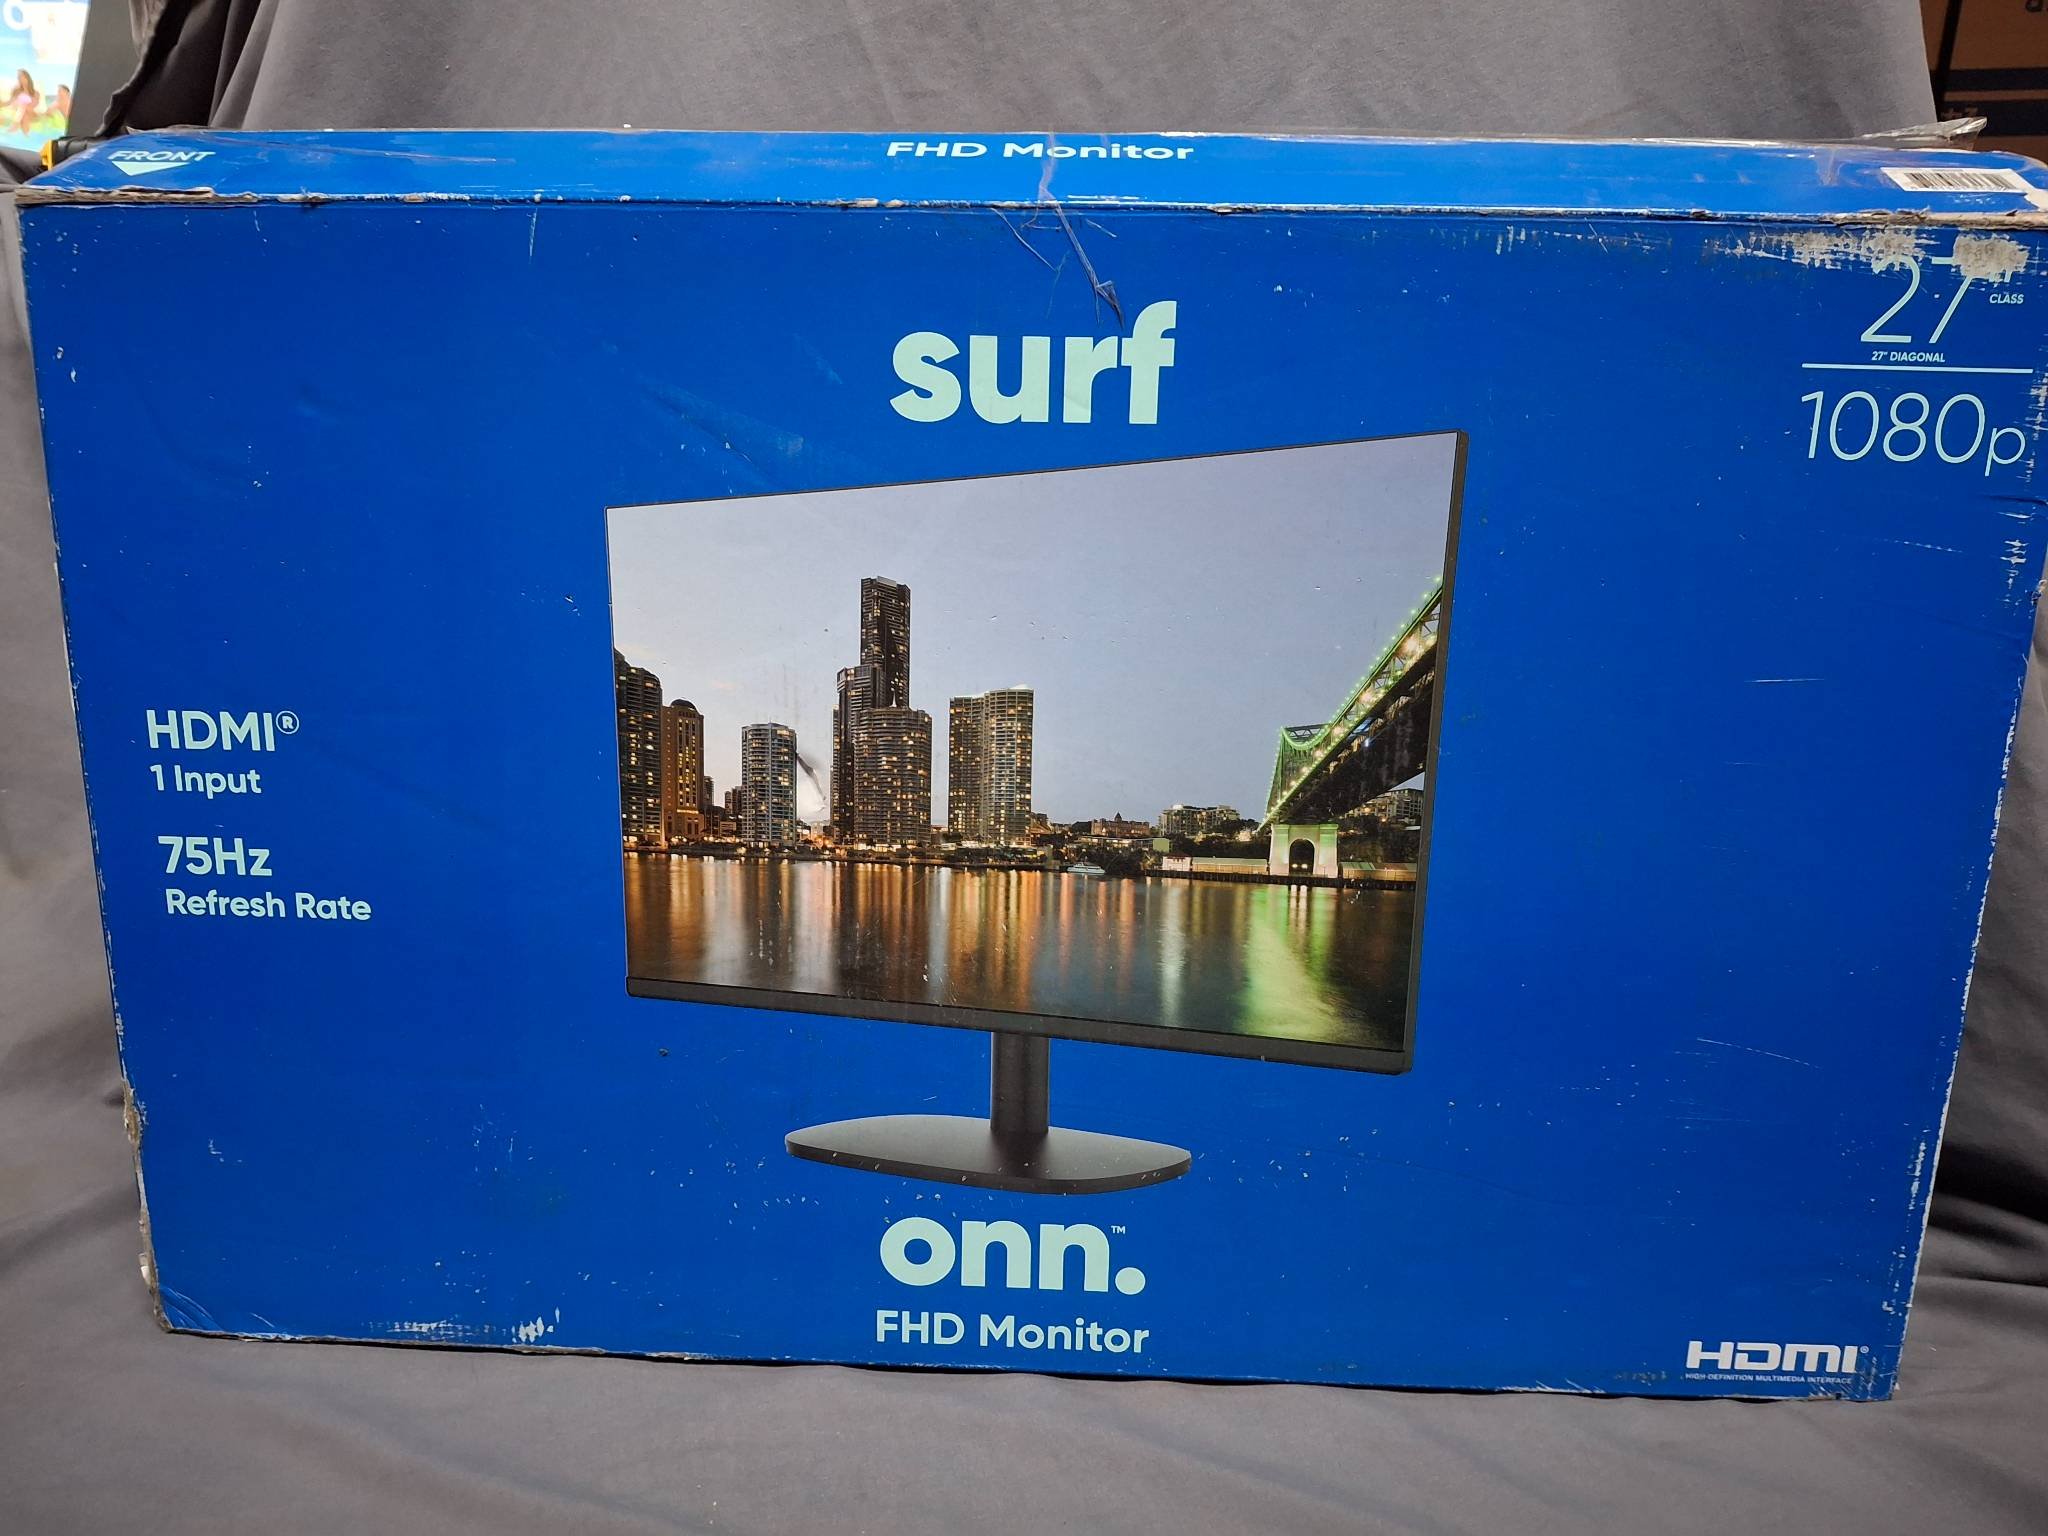 FRONT
FHD Monitor
surf
27"
CLASS
27" DIAGONAL
1080p
HDMI®
1 Input
75Hz
Refresh Rate
onn.™
FHD Monitor
HDMI®
HIGH-DEFINITION MULTIMEDIA INTERFACE